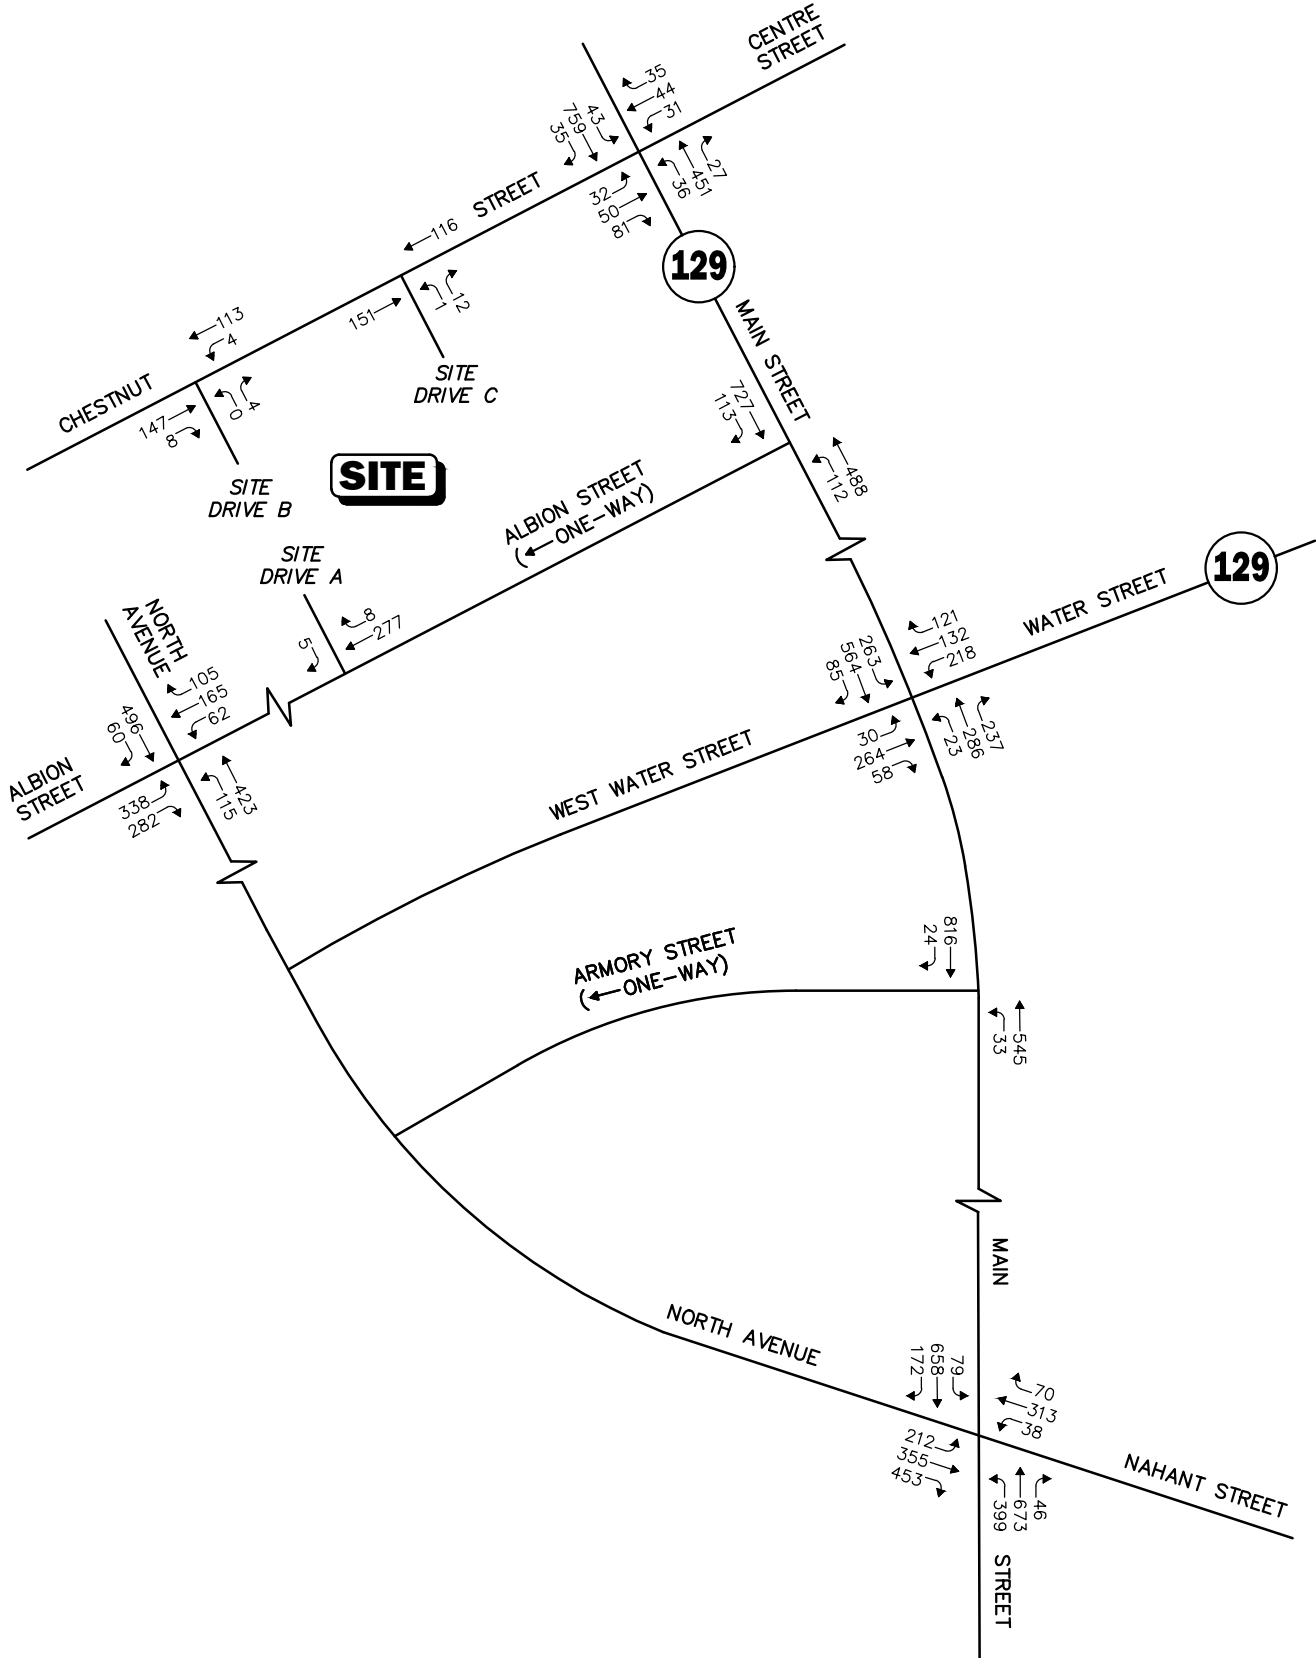 CENTRE
STREET
35
44
31
43
759
35
27
451
36
32
50
81
STREET
116
129
151
1
12
113
4
SITE
DRIVE C
CHESTNUT
147
8
0
4
MAIN STREET
727
113
SITE
DRIVE B
SITE
488
112
ALBION STREET
(← ONE-WAY)
SITE
DRIVE A
129
WATER STREET
NORTH
AVENUE
8
277
5
121
132
218
263
564
85
105
165
62
496
60
237
286
23
30
264
58
WEST WATER STREET
ALBION
STREET
338
282
423
115
816
24
ARMORY STREET
(← ONE-WAY)
545
33
MAIN
NORTH AVENUE
79
658
172
70
313
38
212
355
453
46
673
399
NAHANT STREET
STREET